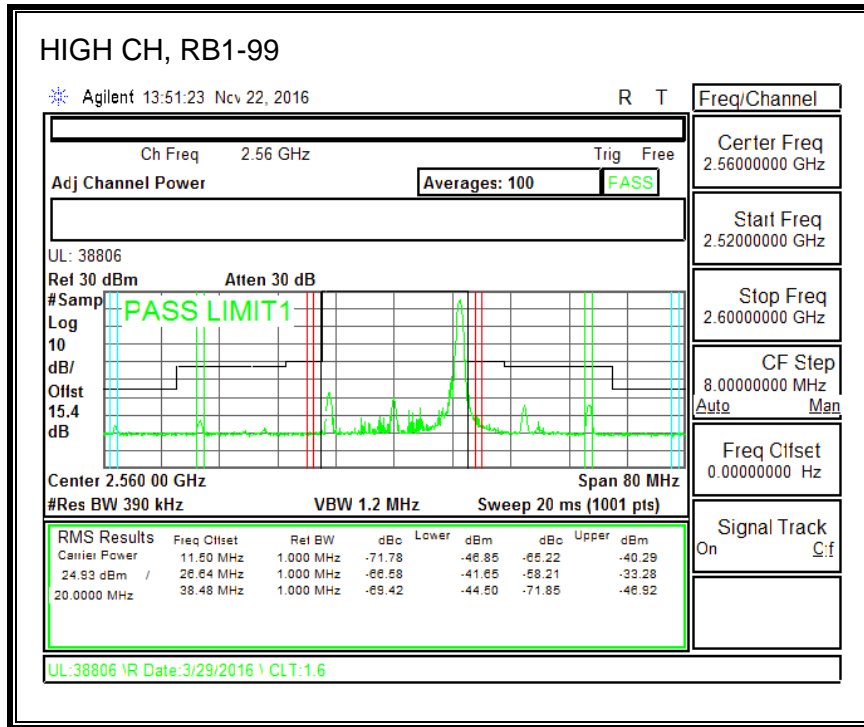 HIGH CH, RB1-99
Agilent 13:51:23 Nov 22, 2016 R T
Freq/Channel
Ch Freq 2.56 GHz Trig Free
Adj Channel Power Averages: 100 PASS
Center Freq
2.56000000 GHz
Start Freq
2.52000000 GHz
Stop Freq
2.60000000 GHz
CF Step
8.00000000 MHz
Auto Man
Freq Offset
0.00000000 Hz
Signal Track
On Off
UL: 38806
Ref 30 dBm Atten 30 dB
#Samp
Log
10
dB/
Offst
15.4
dB
PASS LIMIT1
Center 2.560 00 GHz Span 80 MHz
#Res BW 390 kHz VBW 1.2 MHz Sweep 20 ms (1001 pts)
RMS Results Freq Offset Ref BW dBc Lower dBm dBc Upper dBm
Carrier Power 11.50 MHz 1.000 MHz -71.78 -46.85 -65.22 -40.29
24.93 dBm / 26.64 MHz 1.000 MHz -66.58 -41.65 -58.21 -33.28
20.0000 MHz 38.48 MHz 1.000 MHz -69.42 -44.50 -71.85 -46.92
UL:38806 \R Date:3/29/2016 \ CLT:1.6